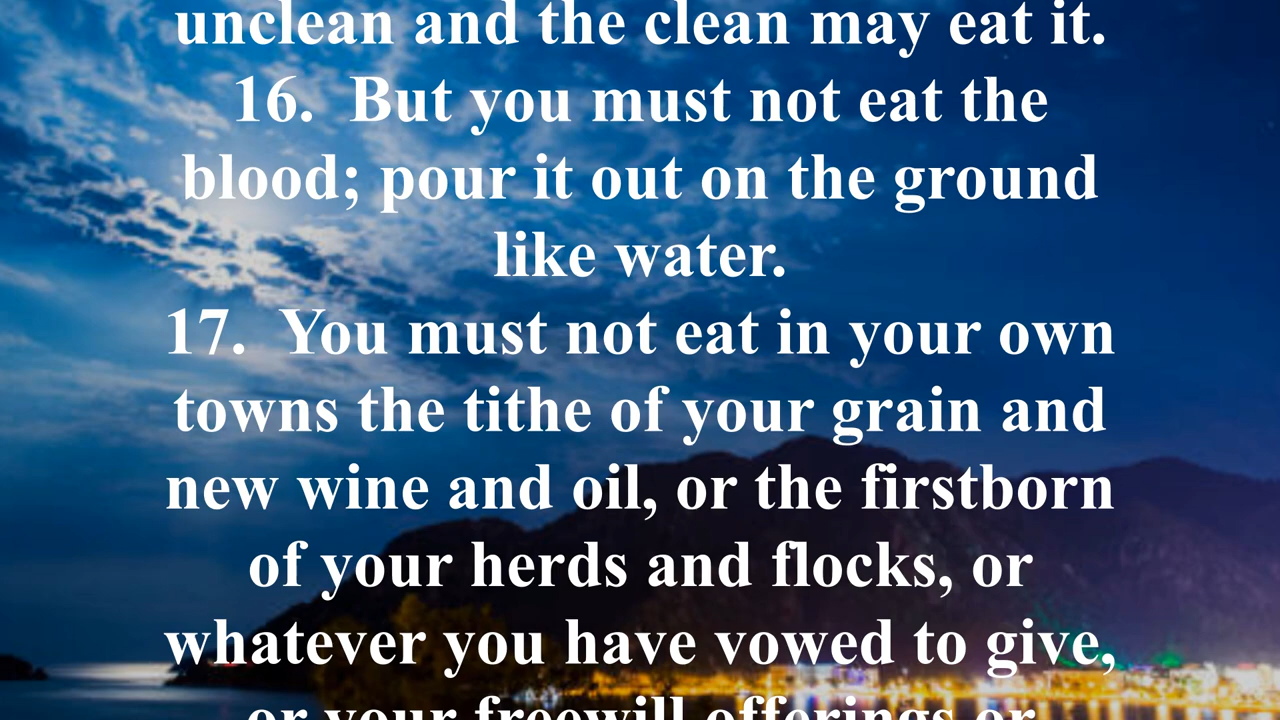 unclean and the clean may eat it.
16.  But you must not eat the
blood; pour it out on the ground
like water.
17.  You must not eat in your own
towns the tithe of your grain and
new wine and oil, or the firstborn
of your herds and flocks, or
whatever you have vowed to give,
or your freewill offerings or